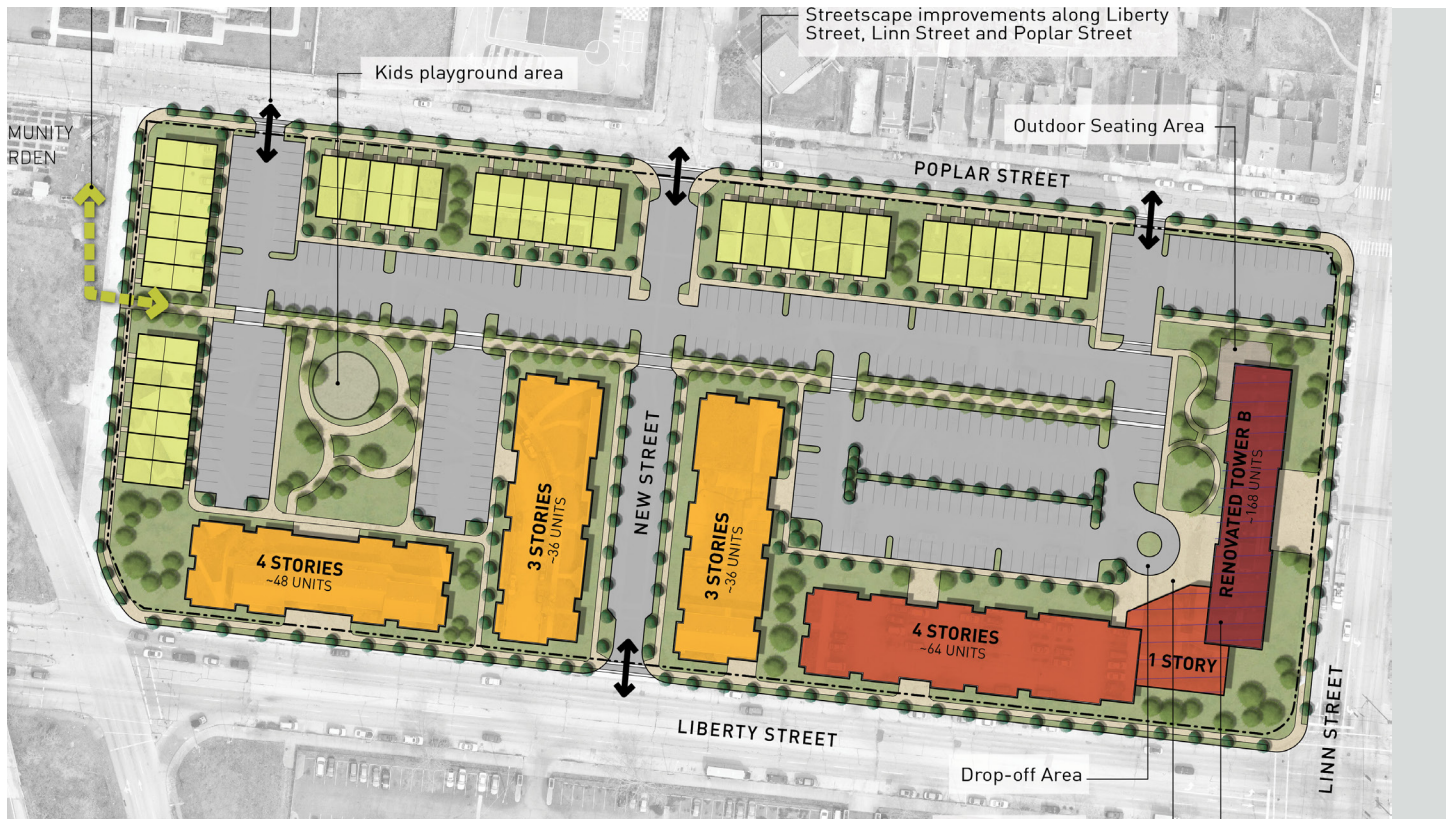 Streetscape improvements along Liberty
Street, Linn Street and Poplar Street
Kids playground area
Outdoor Seating Area
MUNITY
RDEN
POPLAR STREET
NEW STREET
RENOVATED TOWER B
~168 UNITS
3 STORIES
~36 UNITS
3 STORIES
~36 UNITS
4 STORIES
~48 UNITS
4 STORIES
~64 UNITS
1 STORY
LIBERTY STREET
LINN STREET
Drop-off Area